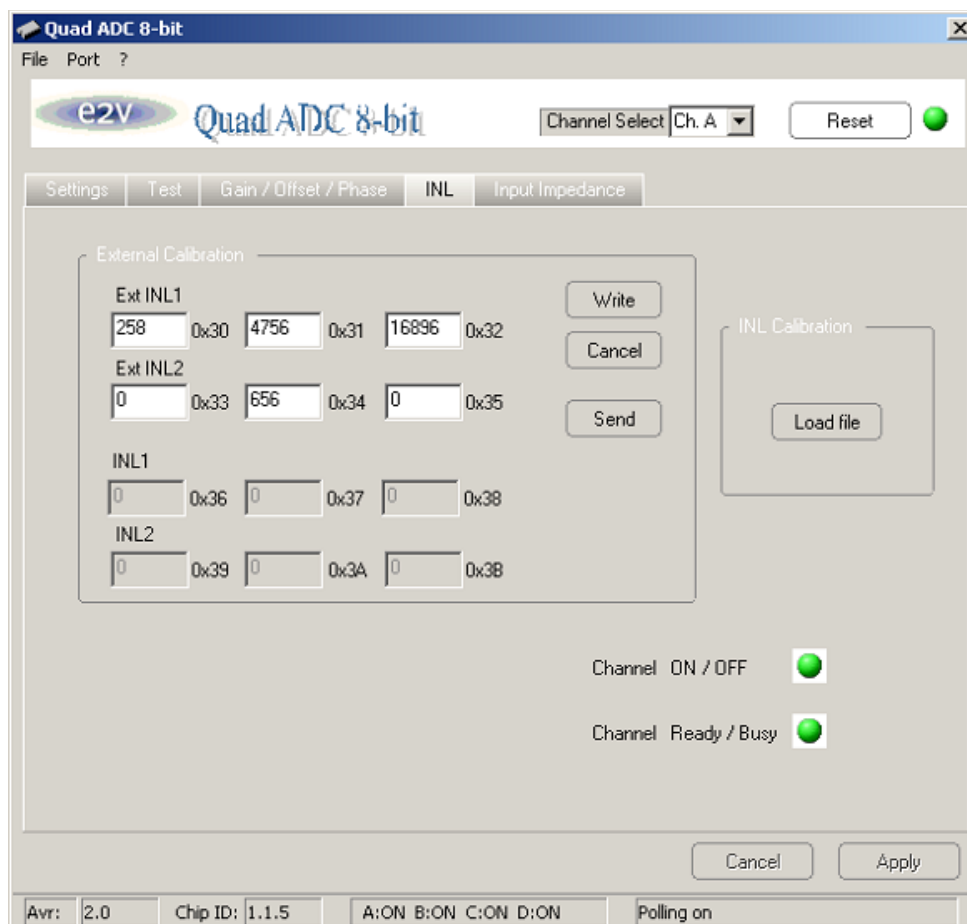 Quad ADC 8-bit
File Port ?
e2v Quad ADC 8-bit Channel Select Ch. A Reset
Settings Test Gain / Offset / Phase INL Input Impedance
External Calibration
Ext INL1
258 0x30 4756 0x31 16896 0x32
Write
INL Calibration
Cancel
Ext INL2
0 0x33 656 0x34 0 0x35
Send
Load file
INL1
0 0x36 0 0x37 0 0x38
INL2
0 0x39 0 0x3A 0 0x3B
Channel ON / OFF
Channel Ready / Busy
Cancel Apply
Avr: 2.0 Chip ID: 1.1.5 A:ON B:ON C:ON D:ON Polling on